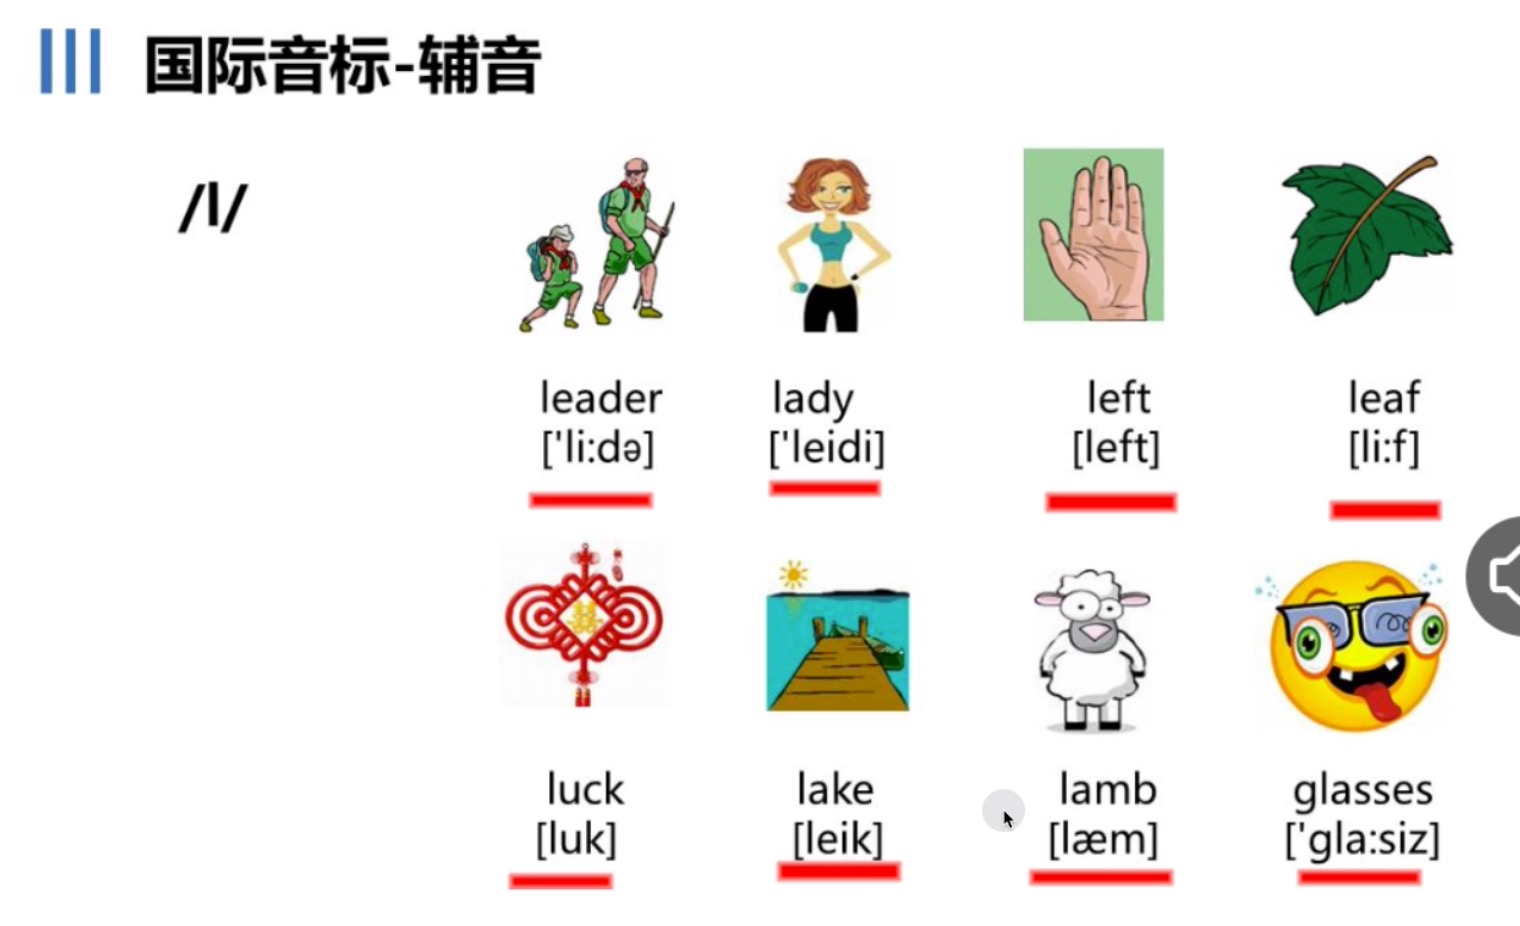 国际音标-辅音
/l/
leader lady left leaf
['li:də] ['leidi] [left] [li:f]
luck lake lamb glasses
[luk] [leik] [læm] ['gla:siz]